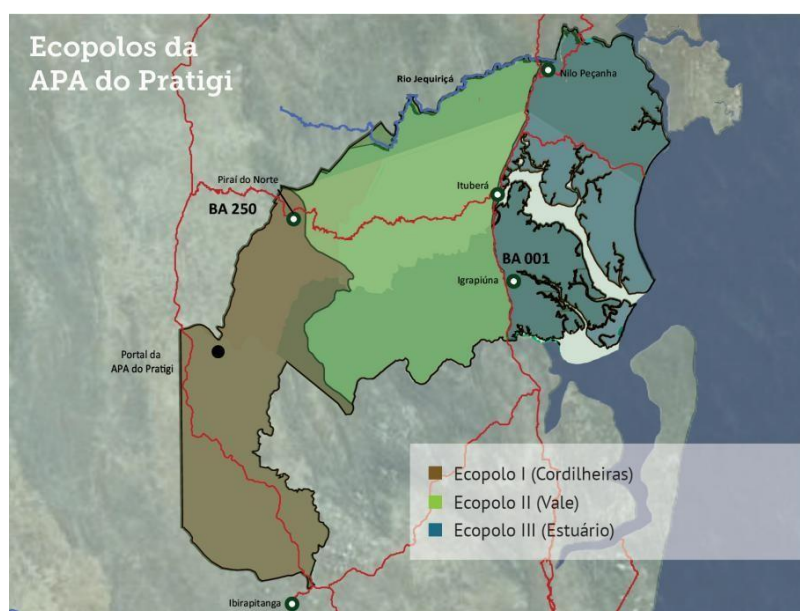 Ecopolos da
APA do Pratigi
Rio Jequiriçá
Nilo Peçanha
Piraí do Norte
BA 250
Ituberá
BA 001
Igrapiúna
Portal da
APA do Pratigi
Ecopolo I (Cordilheiras)
Ecopolo II (Vale)
Ecopolo III (Estuário)
Ibirapitanga